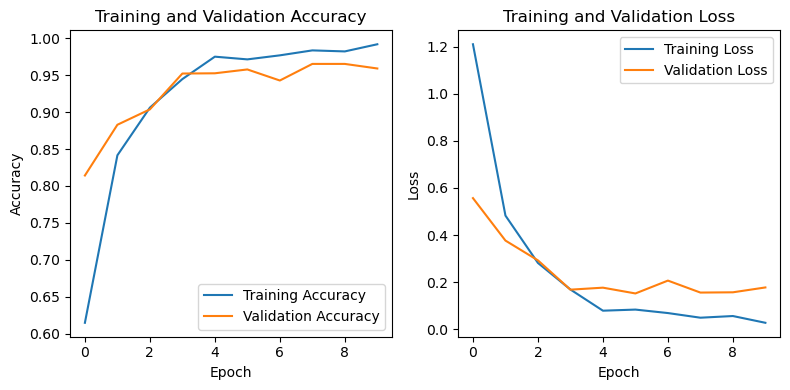 Training and Validation Accuracy
1.00
0.95
0.90
0.85
0.80
0.75
0.70
0.65
0.60
Accuracy
0 2 4 6 8
Epoch
Training Accuracy
Validation Accuracy
Training and Validation Loss
1.2
1.0
0.8
0.6
0.4
0.2
0.0
Loss
0 2 4 6 8
Epoch
Training Loss
Validation Loss